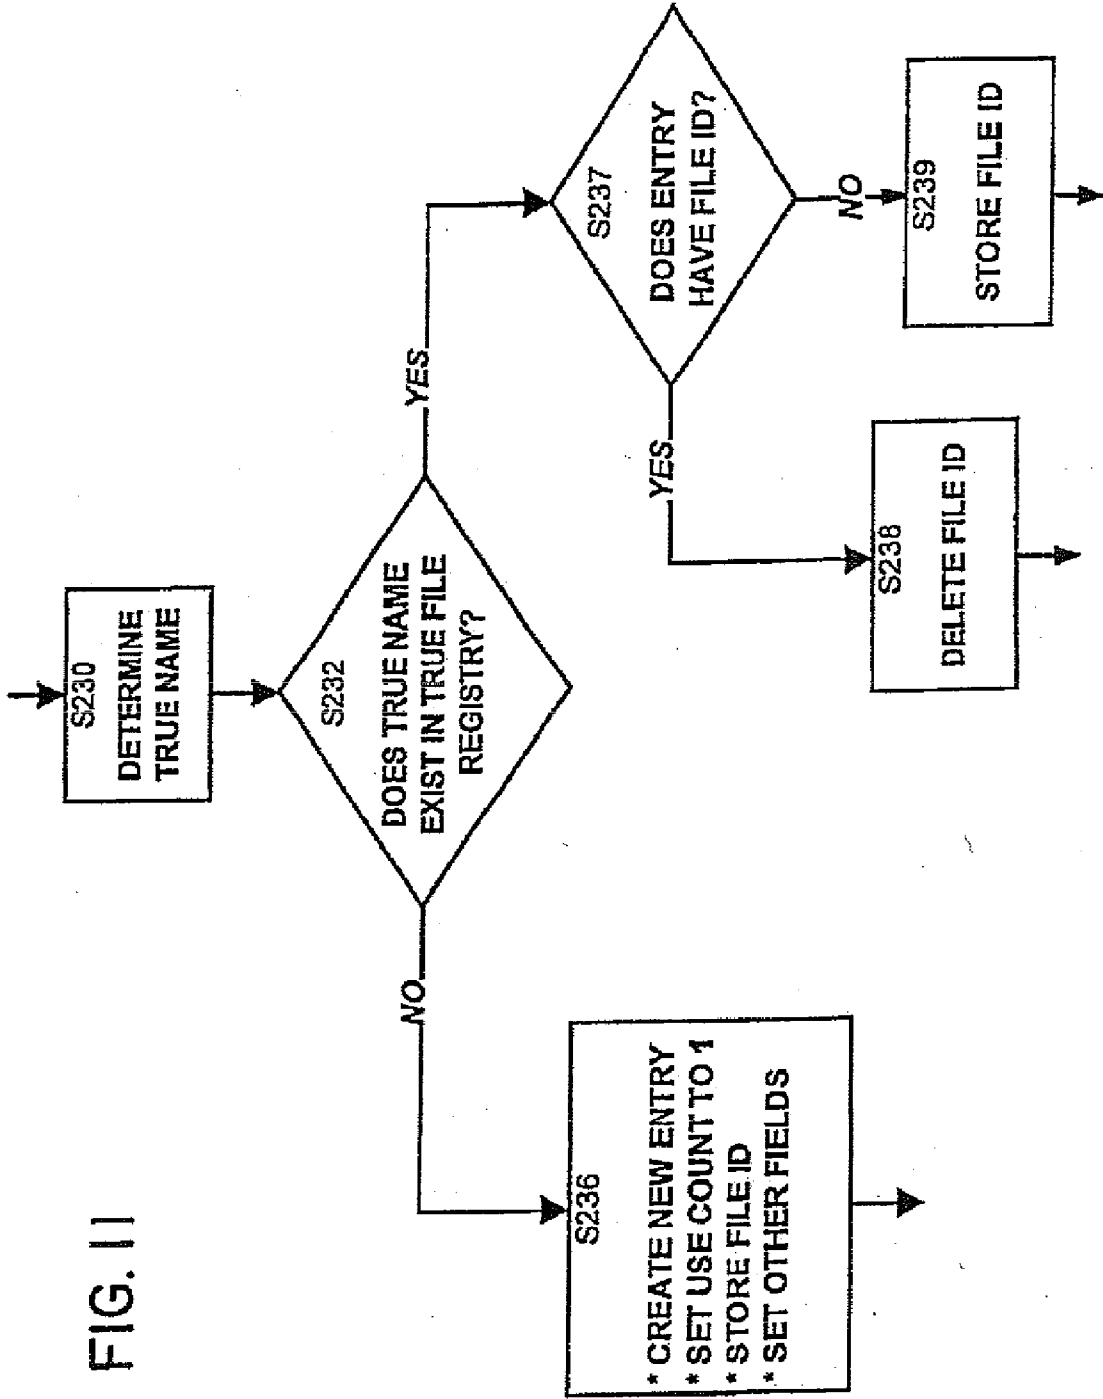 FIG. 11
S230
DETERMINE
TRUE NAME
S232
DOES TRUE NAME
EXIST IN TRUE FILE
REGISTRY?
NO
YES
S236
* CREATE NEW ENTRY
* SET USE COUNT TO 1
* STORE FILE ID
* SET OTHER FIELDS
S237
DOES ENTRY
HAVE FILE ID?
YES
NO
S238
DELETE FILE ID
S239
STORE FILE ID